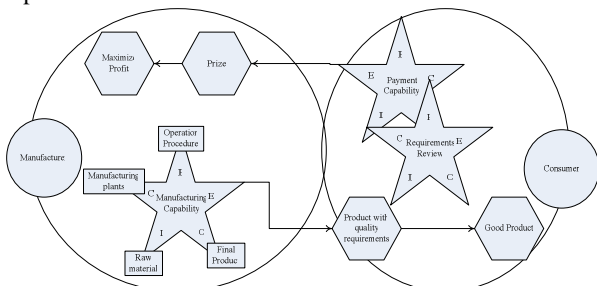 Maximize
Profit
Prize
I
E
C
Payment
Capability
I
I
C
E
Requirements
Review
I
C
Manufacture
Consumer
Operation
Procedure
I
Manufacturing
plants
C
E
Manufacturing
Capability
I
C
Raw
material
Final
Produc
Product with
quality
requirements
Good Product